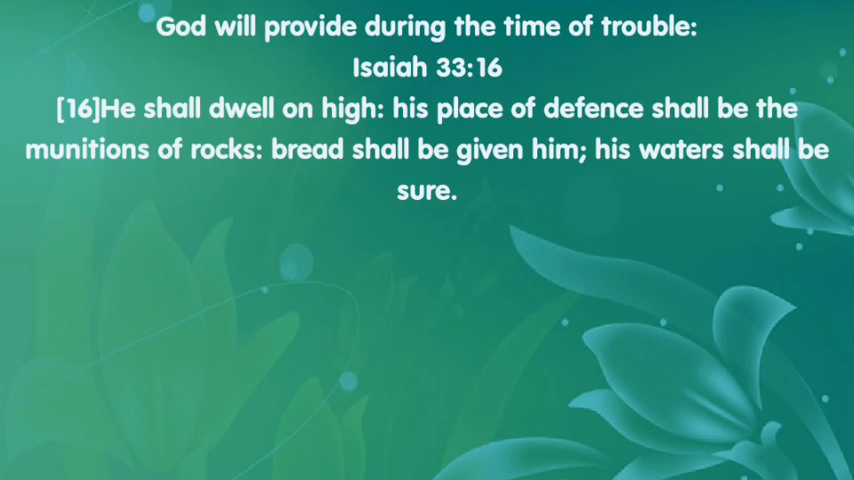 God will provide during the time of trouble:
Isaiah 33:16
[16]He shall dwell on high: his place of defence shall be the
munitions of rocks: bread shall be given him; his waters shall be
sure.